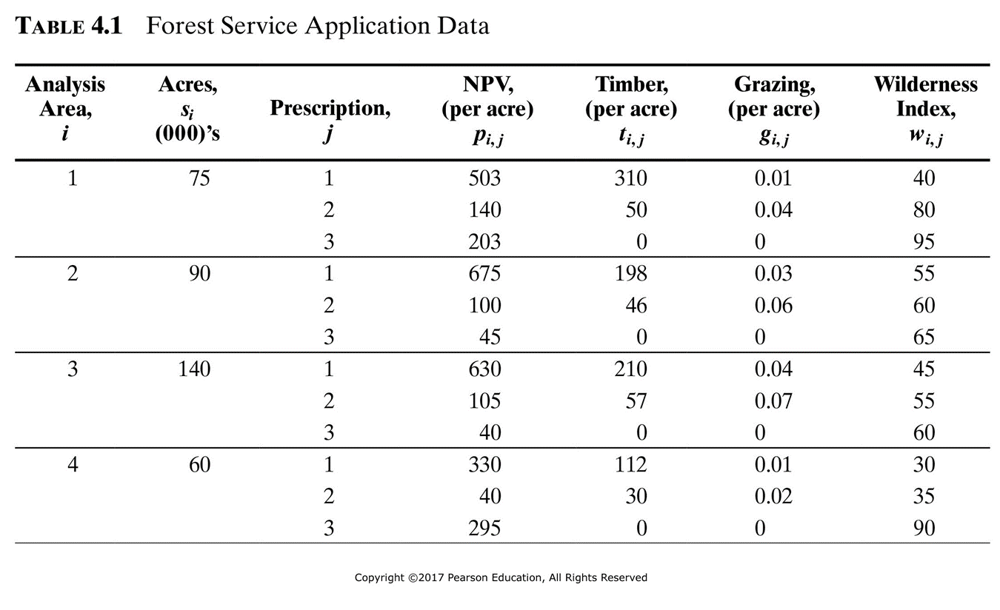 TABLE 4.1 Forest Service Application Data
Analysis Area, i | Acres, s_i (000)'s | Prescription, j | NPV, (per acre) p_i,j | Timber, (per acre) t_i,j | Grazing, (per acre) g_i,j | Wilderness Index, w_i,j
1 75 1 503 310 0.01 40
2 140 50 0.04 80
3 203 0 0 95
2 90 1 675 198 0.03 55
2 100 46 0.06 60
3 45 0 0 65
3 140 1 630 210 0.04 45
2 105 57 0.07 55
3 40 0 0 60
4 60 1 330 112 0.01 30
2 40 30 0.02 35
3 295 0 0 90
Copyright ©2017 Pearson Education, All Rights Reserved